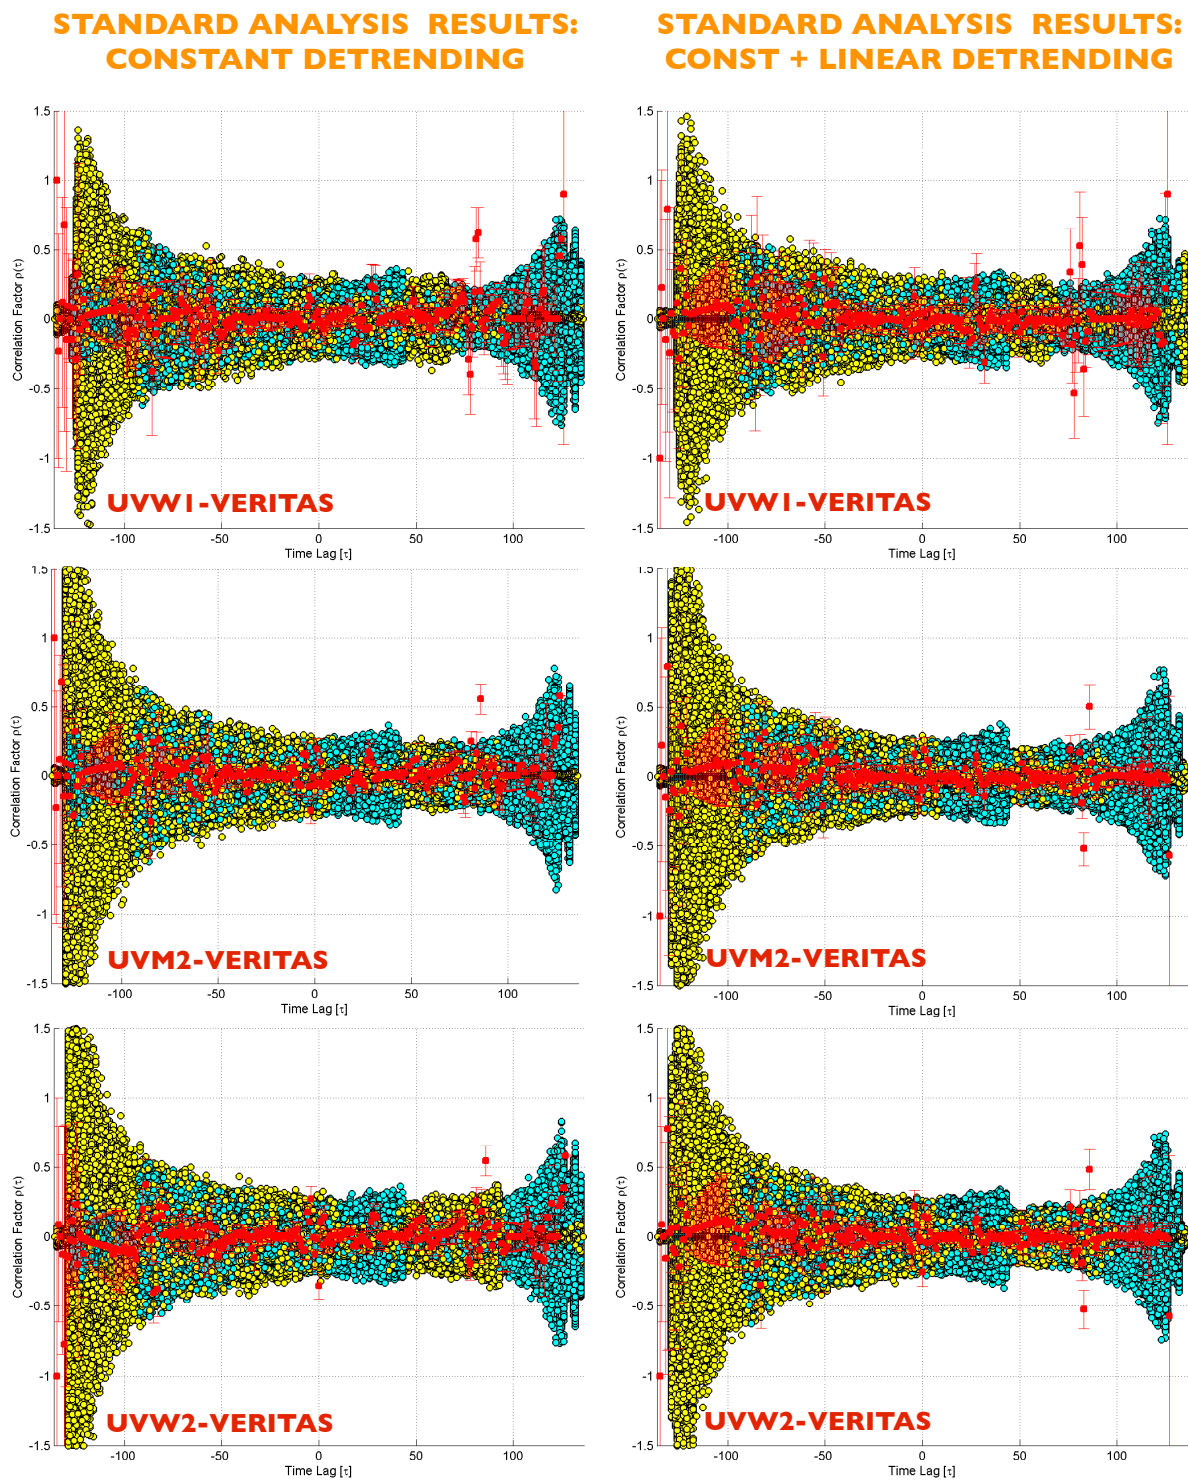 STANDARD ANALYSIS RESULTS:
CONSTANT DETRENDING
STANDARD ANALYSIS RESULTS:
CONST + LINEAR DETRENDING
1.5
1
0.5
0
-0.5
-1
-1.5
Correlation Factor ρ(τ)
UVW1-VERITAS
-100 -50 0 50 100
Time Lag [τ]
1.5
1
0.5
0
-0.5
-1
-1.5
Correlation Factor ρ(τ)
UVW1-VERITAS
-100 -50 0 50 100
Time Lag [τ]
1.5
1
0.5
0
-0.5
-1
-1.5
Correlation Factor ρ(τ)
UVM2-VERITAS
-100 -50 0 50 100
Time Lag [τ]
1.5
1
0.5
0
-0.5
-1
-1.5
Correlation Factor ρ(τ)
UVM2-VERITAS
-100 -50 0 50 100
Time Lag [τ]
1.5
1
0.5
0
-0.5
-1
-1.5
Correlation Factor ρ(τ)
UVW2-VERITAS
-100 -50 0 50 100
Time Lag [τ]
1.5
1
0.5
0
-0.5
-1
-1.5
Correlation Factor ρ(τ)
UVW2-VERITAS
-100 -50 0 50 100
Time Lag [τ]